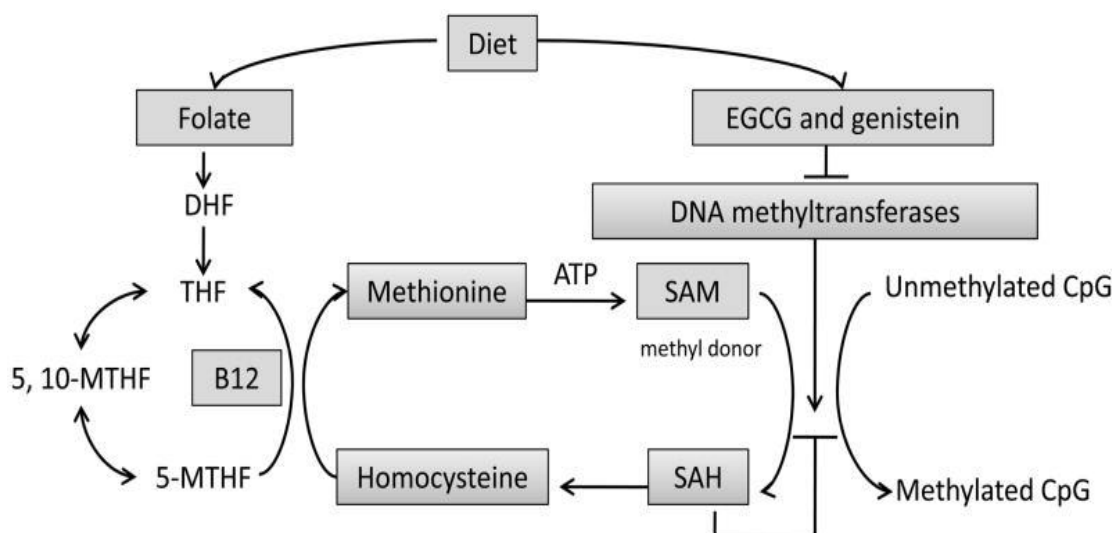 Diet
Folate
EGCG and genistein
DHF
DNA methyltransferases
THF
Methionine
ATP
SAM
Unmethylated CpG
methyl donor
5, 10-MTHF
B12
5-MTHF
Homocysteine
SAH
Methylated CpG